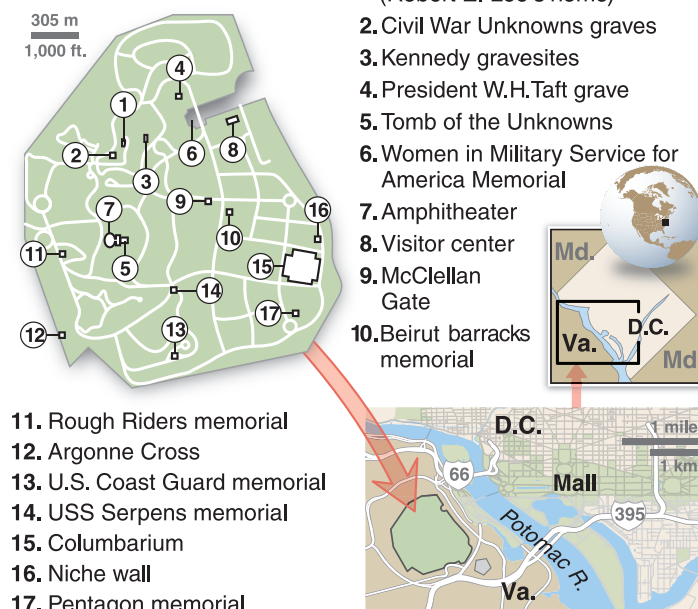 305 m
1,000 ft.
4
1
2
3
6
8
9
7
16
10
11
5
15
14
17
12
13
(Robert E. Lee's home)
2. Civil War Unknowns graves
3. Kennedy gravesites
4. President W.H.Taft grave
5. Tomb of the Unknowns
6. Women in Military Service for
America Memorial
7. Amphitheater
8. Visitor center
9. McClellan
Gate
10. Beirut barracks
memorial
Md.
D.C.
Va.
Md
11. Rough Riders memorial
12. Argonne Cross
13. U.S. Coast Guard memorial
14. USS Serpens memorial
15. Columbarium
16. Niche wall
17. Pentagon memorial
D.C.
1 mile
1 km
66
Mall
395
Potomac R.
Va.